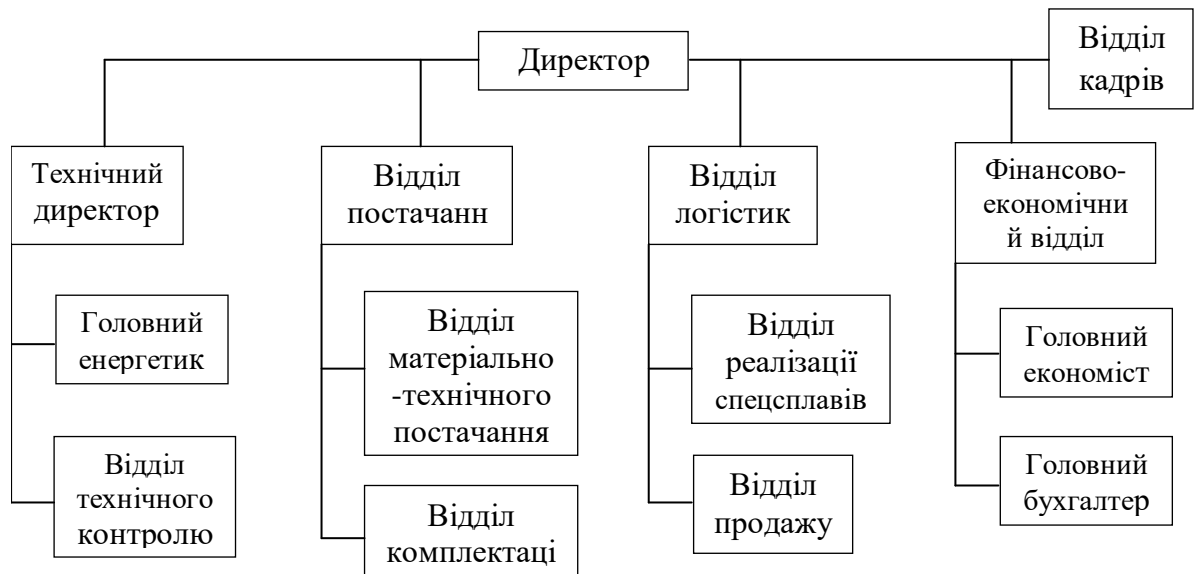 Директор
Відділ
кадрів
Технічний
директор
Відділ
постачанн
Відділ
логістик
Фінансово-
економічни
й відділ
Головний
енергетик
Відділ
матеріально
-технічного
постачання
Відділ
реалізації
спецсплавів
Головний
економіст
Відділ
технічного
контролю
Відділ
комплектаці
Відділ
продажу
Головний
бухгалтер